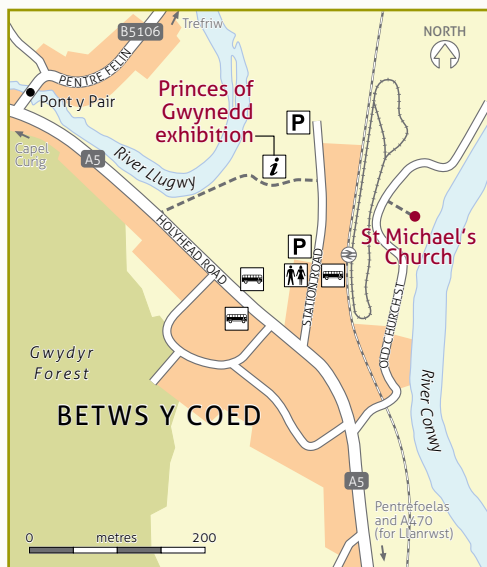 Trefriw
B5106
NORTH
PENTRE FELIN
Pont y Pair
Princes of
Gwynedd
exhibition
P
i
Capel
Curig
A5
River Llugwy
HOLYHEAD ROAD
P
STATION ROAD
St Michael's
Church
OLD CHURCH ST
River Conwy
Gwydyr
Forest
BETWS Y COED
A5
Pentrefoelas
and A470
(for Llanrwst)
0 metres 200